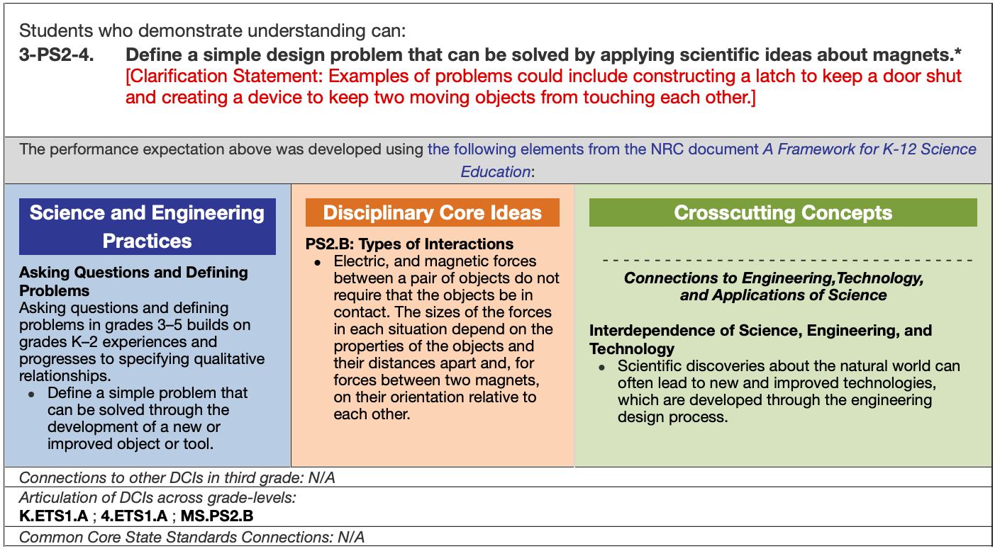 Students who demonstrate understanding can:
3-PS2-4. Define a simple design problem that can be solved by applying scientific ideas about magnets.*
[Clarification Statement: Examples of problems could include constructing a latch to keep a door shut
and creating a device to keep two moving objects from touching each other.]
The performance expectation above was developed using the following elements from the NRC document A Framework for K-12 Science
Education:
Science and Engineering
Practices
Asking Questions and Defining
Problems
Asking questions and defining
problems in grades 3–5 builds on
grades K–2 experiences and
progresses to specifying qualitative
relationships.
• Define a simple problem that
can be solved through the
development of a new or
improved object or tool.
Disciplinary Core Ideas
PS2.B: Types of Interactions
• Electric, and magnetic forces
between a pair of objects do not
require that the objects be in
contact. The sizes of the forces
in each situation depend on the
properties of the objects and
their distances apart and, for
forces between two magnets,
on their orientation relative to
each other.
Crosscutting Concepts
Connections to Engineering,Technology,
and Applications of Science
Interdependence of Science, Engineering, and
Technology
• Scientific discoveries about the natural world can
often lead to new and improved technologies,
which are developed through the engineering
design process.
Connections to other DCIs in third grade: N/A
Articulation of DCIs across grade-levels:
K.ETS1.A ; 4.ETS1.A ; MS.PS2.B
Common Core State Standards Connections: N/A